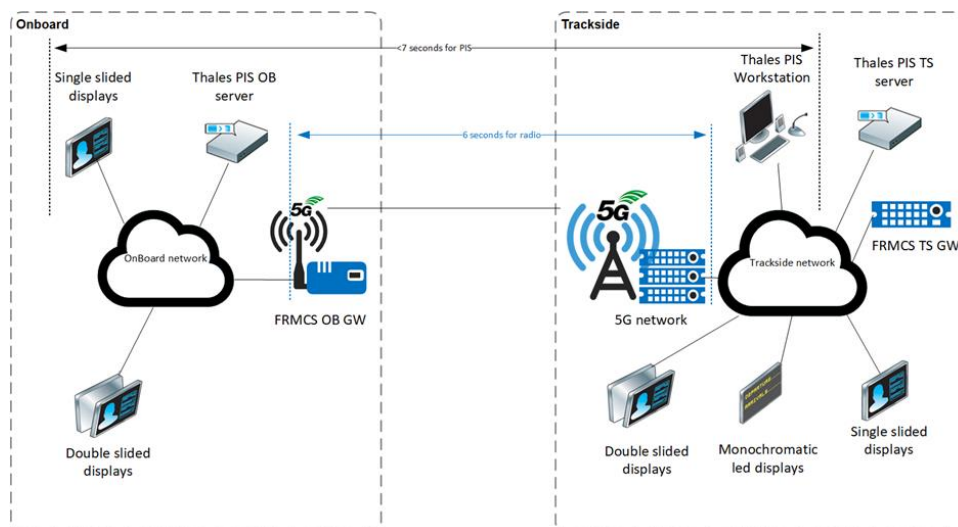 Onboard
Trackside
<7 seconds for PIS
Single slided
displays
Thales PIS OB
server
Thales PIS
Workstation
Thales PIS TS
server
6 seconds for radio
5G
5G
OnBoard network
FRMCS OB GW
5G network
Trackside network
FRMCS TS GW
DEPARTURE
ARRIVALS
Double slided
displays
Double slided
displays
Monochromatic
led displays
Single slided
displays